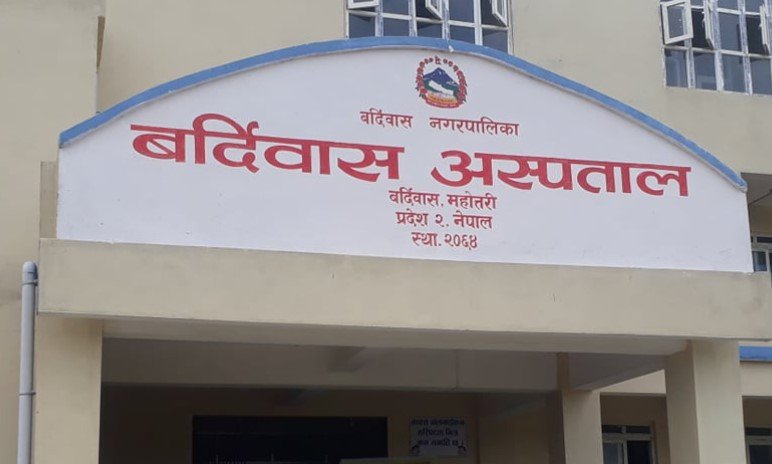 बर्दिवास नगरपालिका
बर्दिवास अस्पताल
बर्दिवास, महोतरी
प्रदेश २, नेपाल
स्था. २०६४